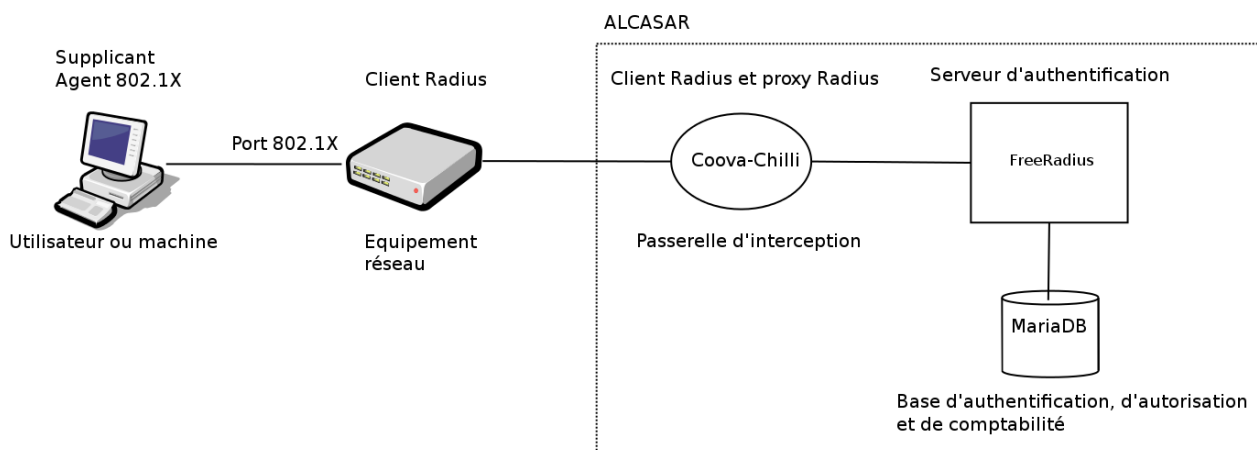 ALCASAR
Supplicant
Agent 802.1X
Client Radius
Client Radius et proxy Radius
Serveur d'authentification
Port 802.1X
Coova-Chilli
FreeRadius
Utilisateur ou machine
Equipement
réseau
Passerelle d'interception
MariaDB
Base d'authentification, d'autorisation
et de comptabilité